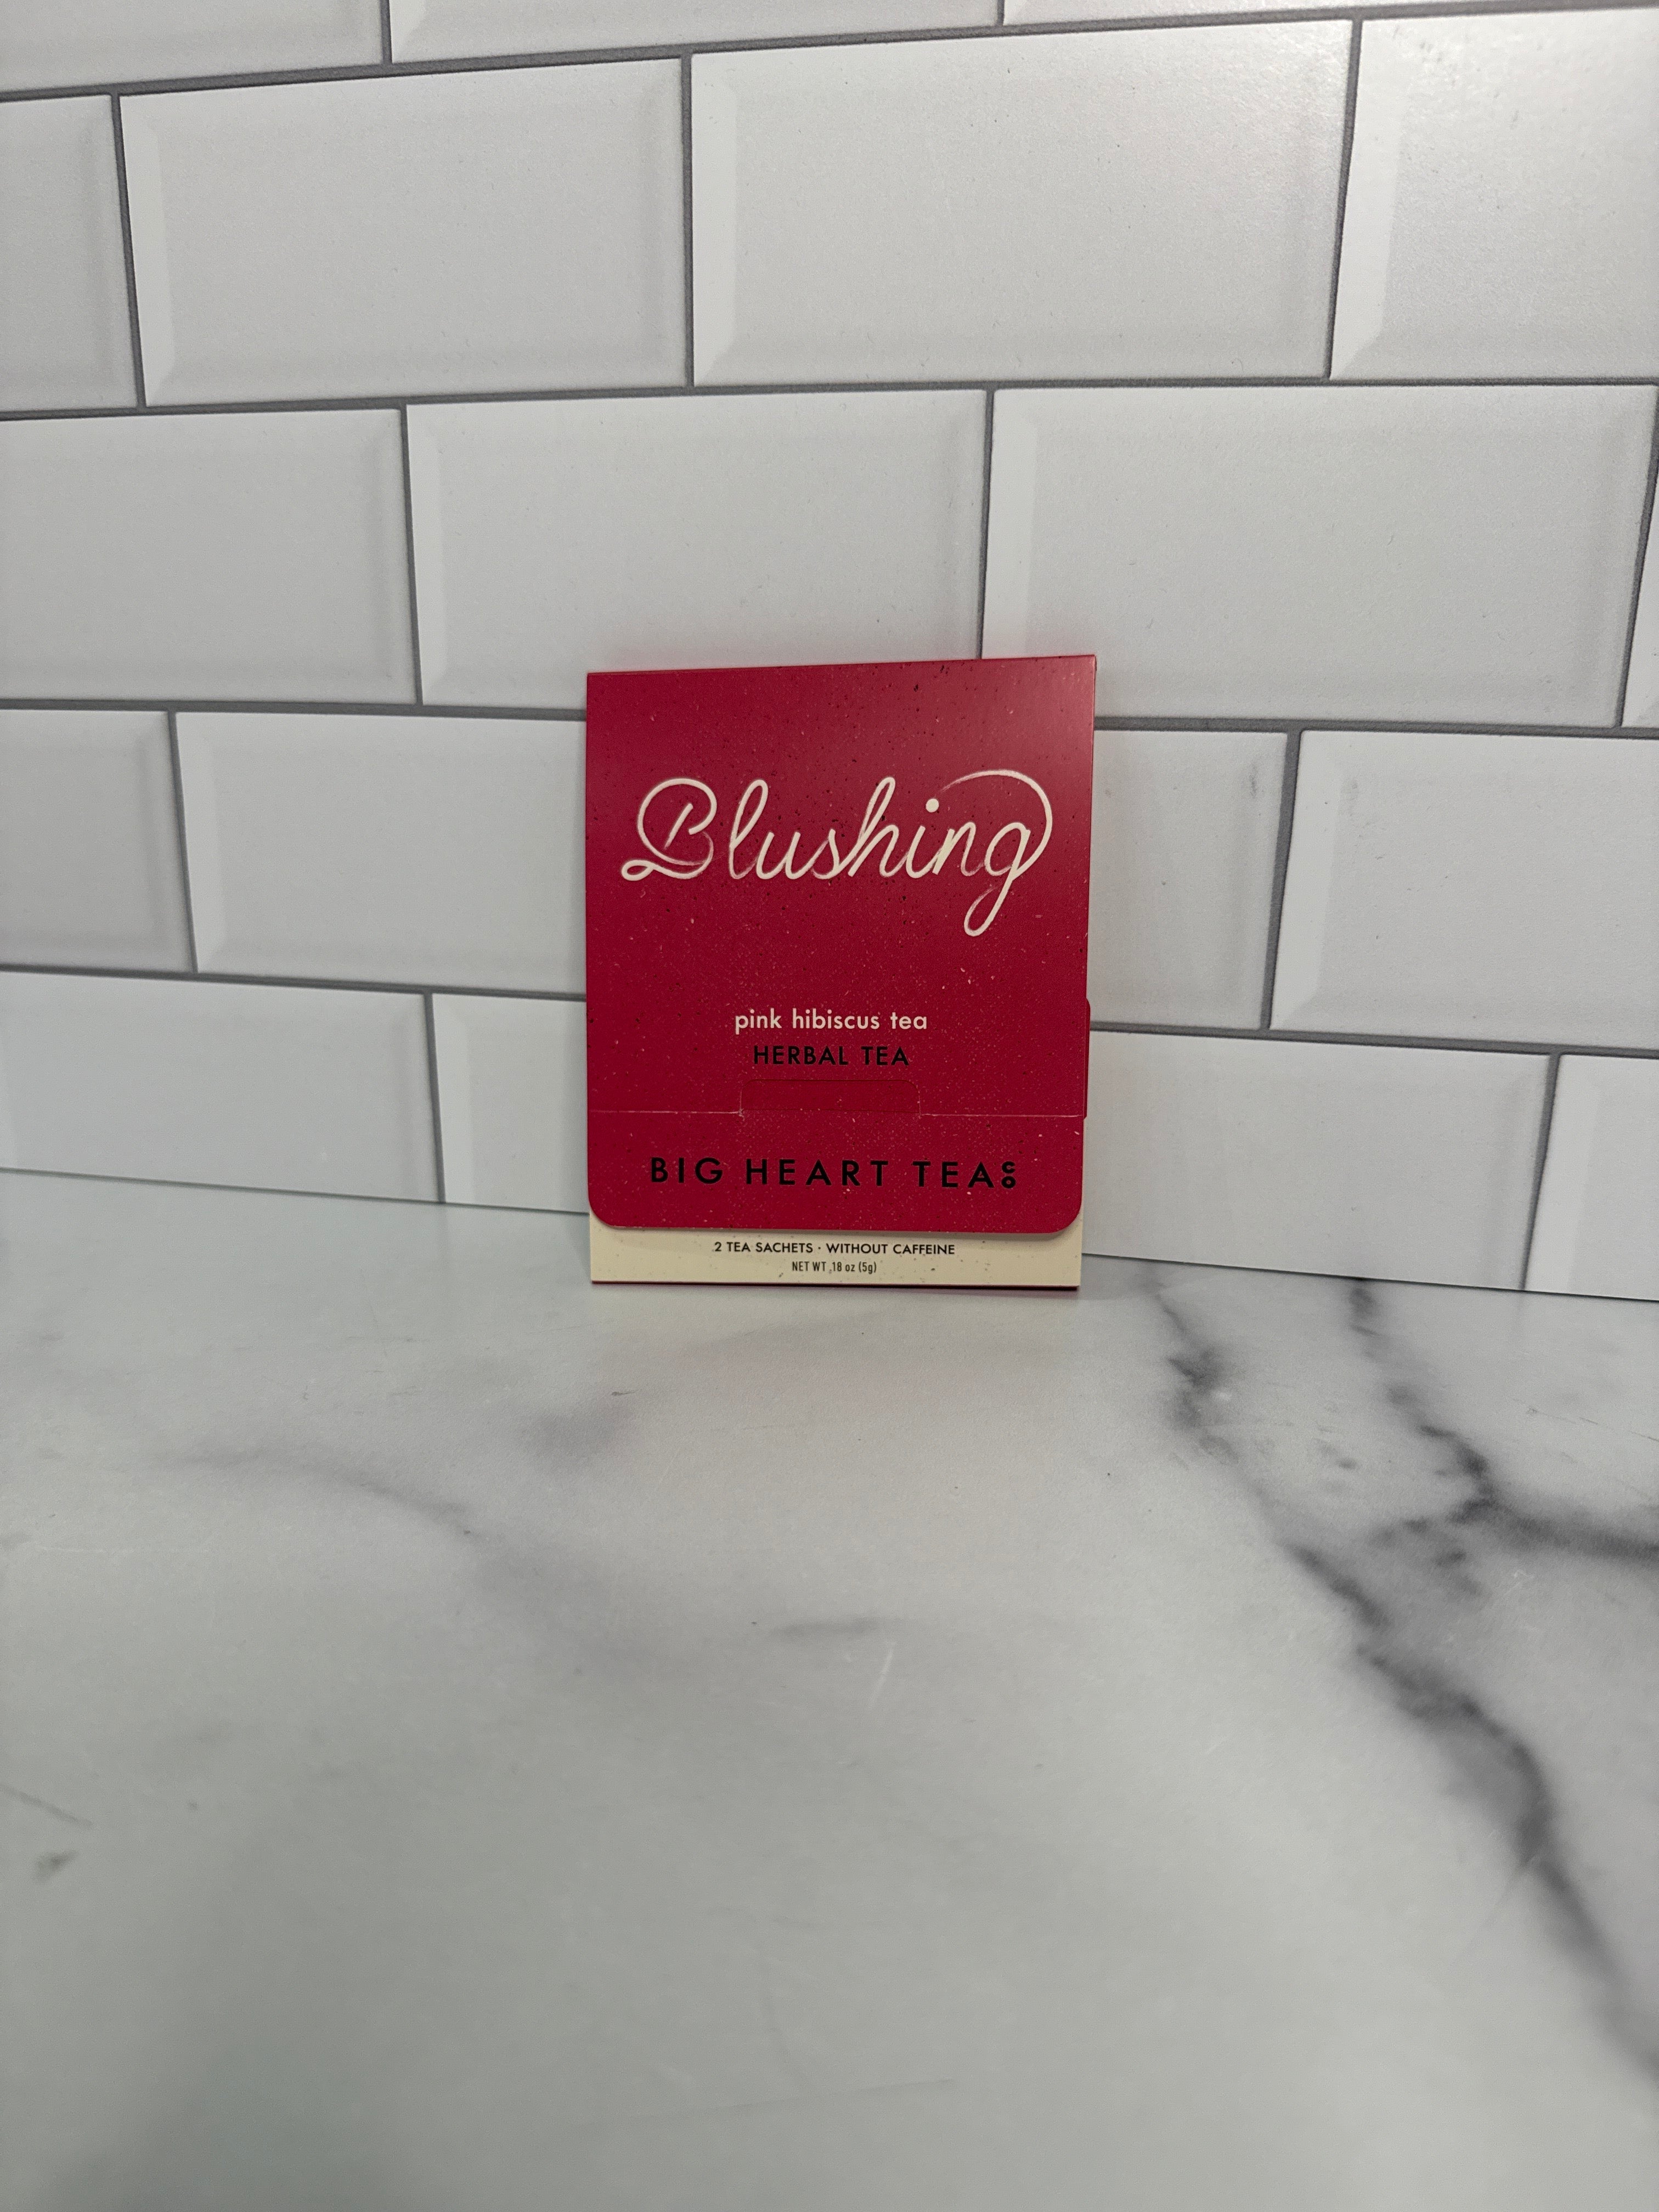 Blushing
pink hibiscus tea
HERBAL TEA
BIG HEART TEA CO
2 TEA SACHETS · WITHOUT CAFFEINE
NET WT .18 oz (5g)